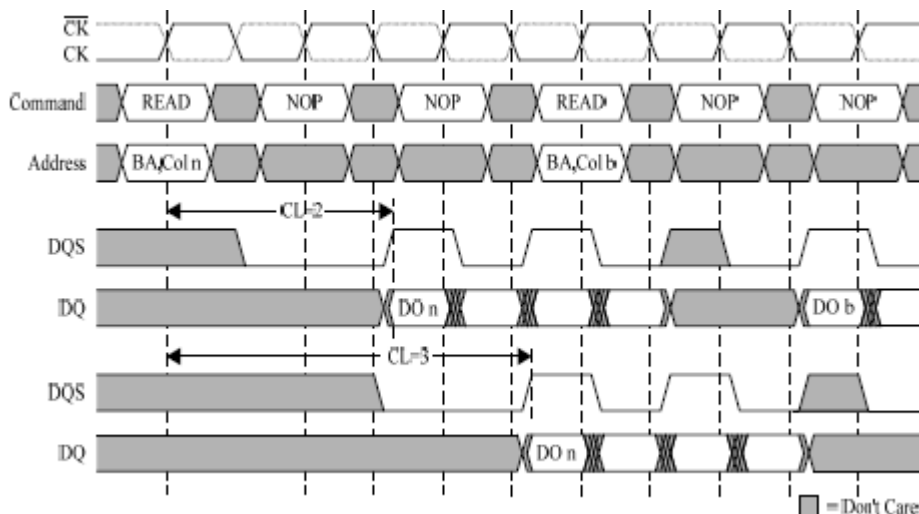 CK
CK
Command READ NOP NOP READ NOP NOP
Address BA,Col n BA,Col b
CL=2
DQS
DQ DO n DO b
CL=3
DQS
DQ DO n
= Don't Care